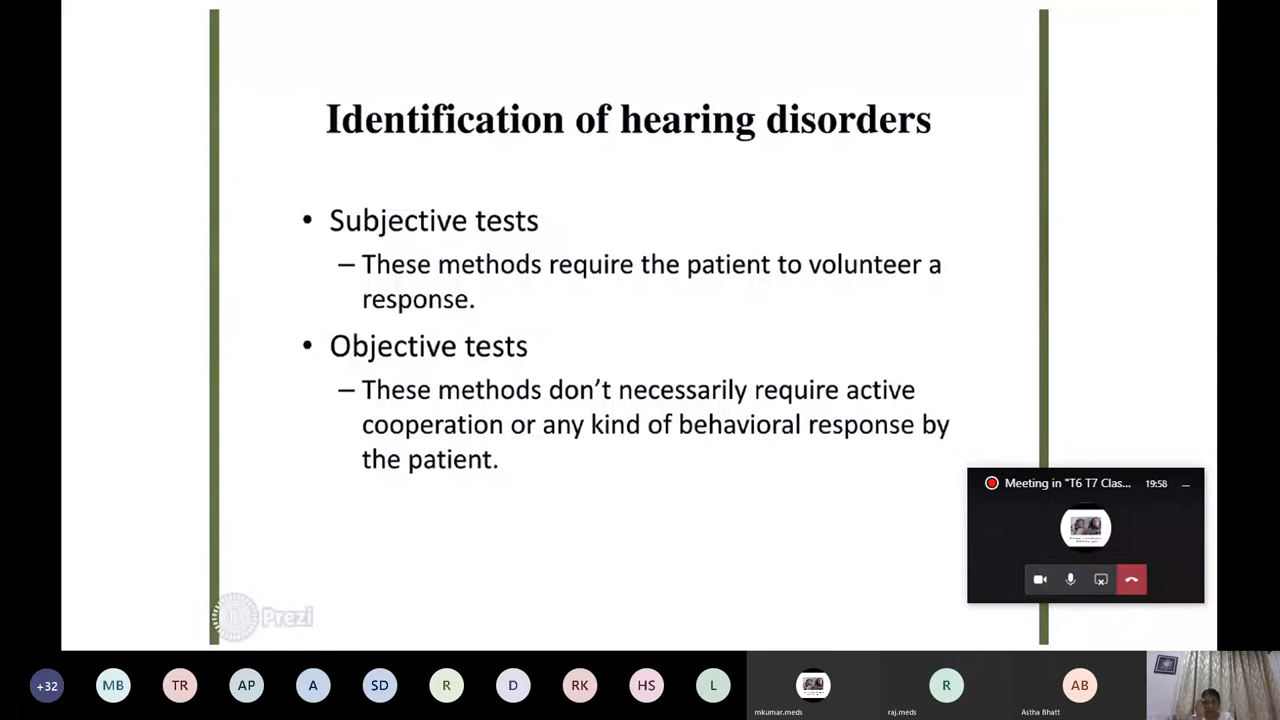 Identification of hearing disorders
• Subjective tests
– These methods require the patient to volunteer a
response.
• Objective tests
– These methods don’t necessarily require active
cooperation or any kind of behavioral response by
the patient.
Meeting in "T6 T7 Clas... 19:58
Prezi
+32 MB TR AP A SD R D RK HS L R AB
mkumar.meds raj.meds Astha Bhatt